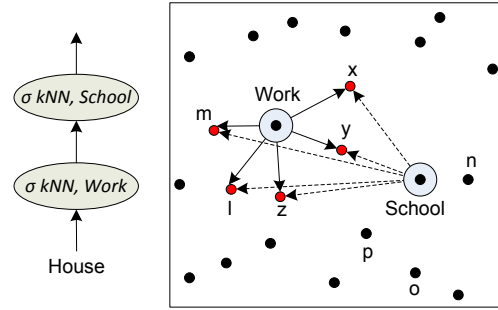 σ kNN, School
σ kNN, Work
House
x
Work
m
y
n
l
z
School
p
o